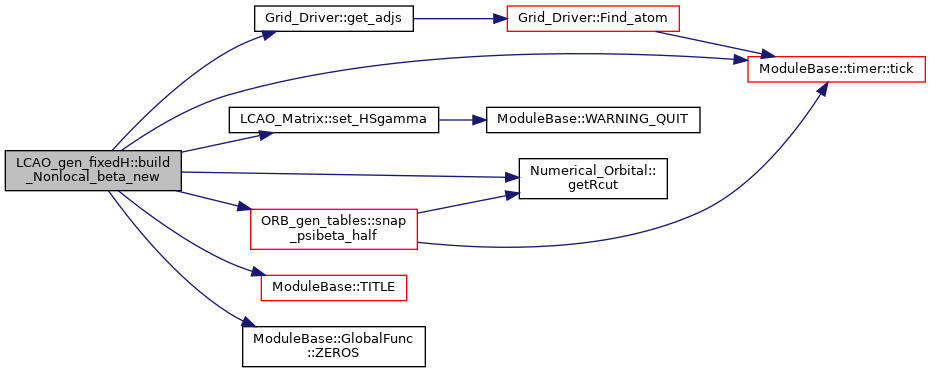 Grid_Driver::get_adjs
Grid_Driver::Find_atom
ModuleBase::timer::tick
LCAO_Matrix::set_HSgamma
ModuleBase::WARNING_QUIT
LCAO_gen_fixedH::build
_Nonlocal_beta_new
Numerical_Orbital::
getRcut
ORB_gen_tables::snap
_psibeta_half
ModuleBase::TITLE
ModuleBase::GlobalFunc
::ZEROS